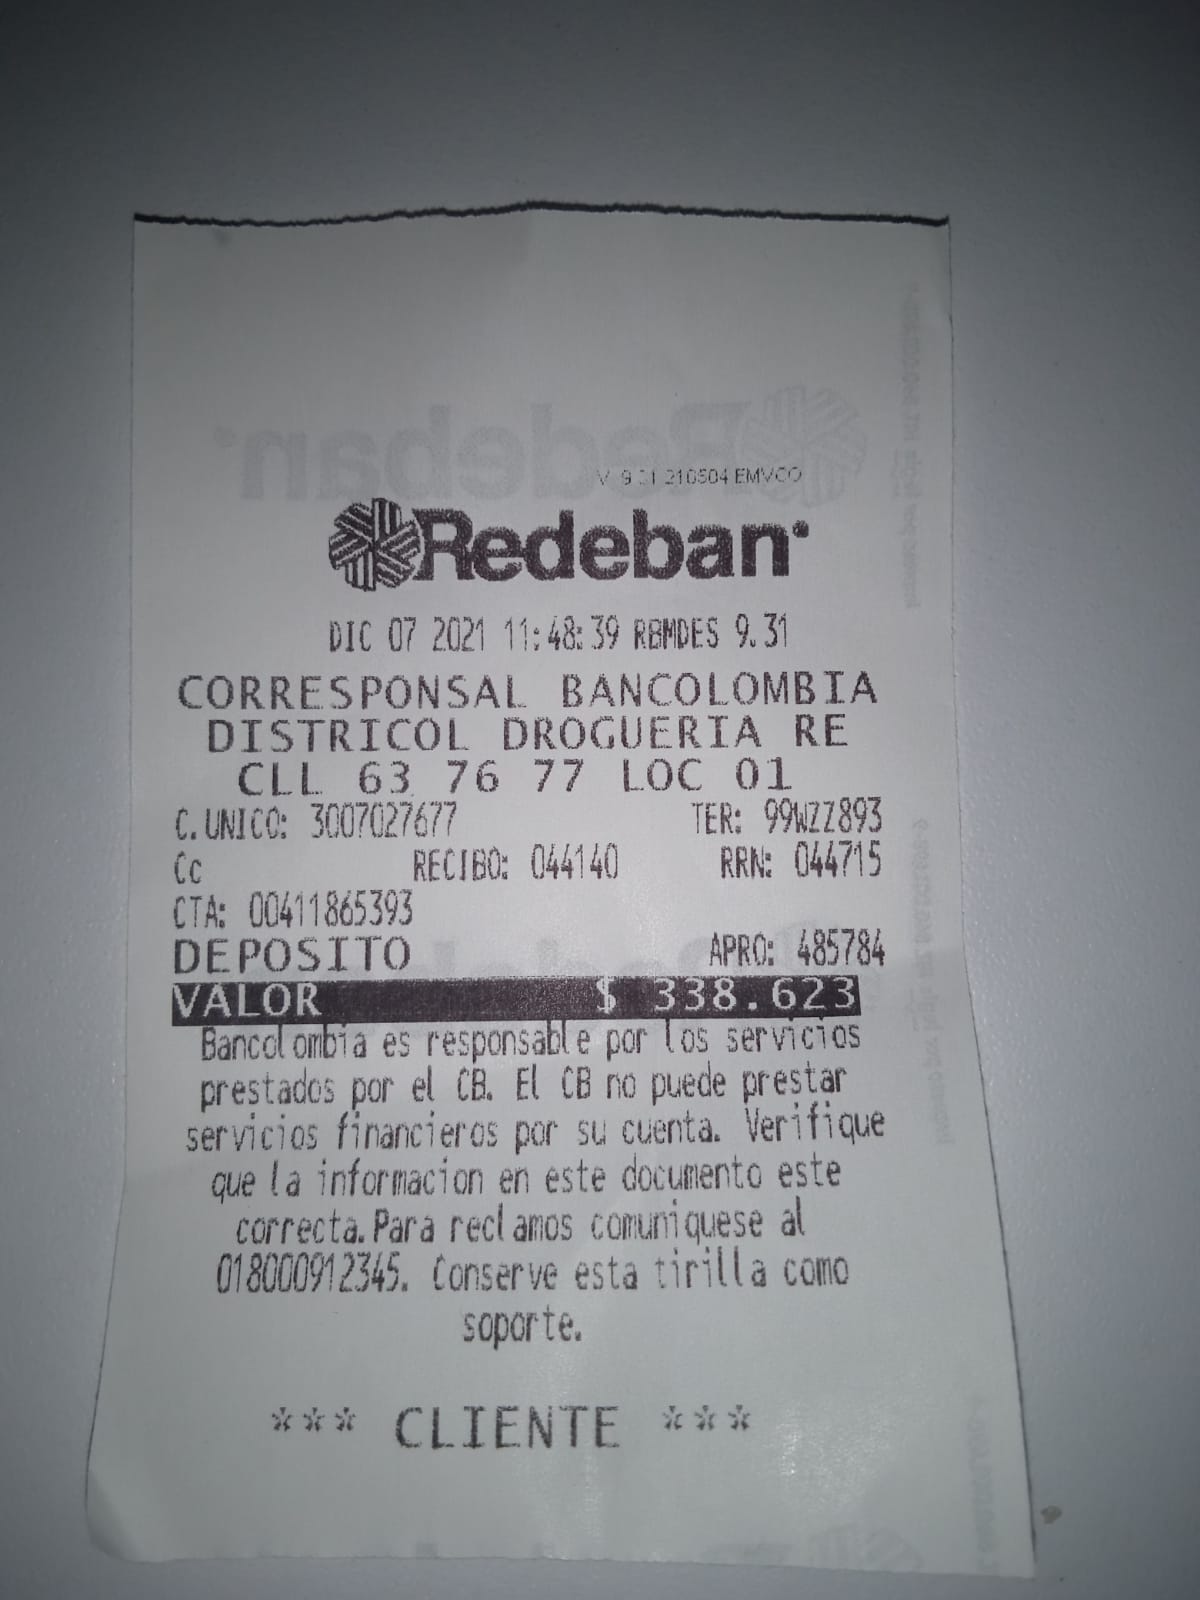 EMVCO
Redeban
DIC 07 2021 11:48:39 RBMDES 9.31
CORRESPONSAL BANCOLOMBIA
DISTRICOL DROGUERIA RE
CLL 63 76 77 LOC 01
C.UNICO: 3007027677 TER: 99WZZ893
Cc RECIBO: 044140 RRN: 044715
CTA: 00411865393
DEPOSITO APRO: 485784
VALOR $ 338.623
Bancolombia es responsable por los servicios
prestados por el CB. El CB no puede prestar
servicios financieros por su cuenta. Verifique
que la informacion en este documento este
correcta.Para reclamos comuniquese al
018000912345. Conserve esta tirilla como
soporte.
*** CLIENTE ***